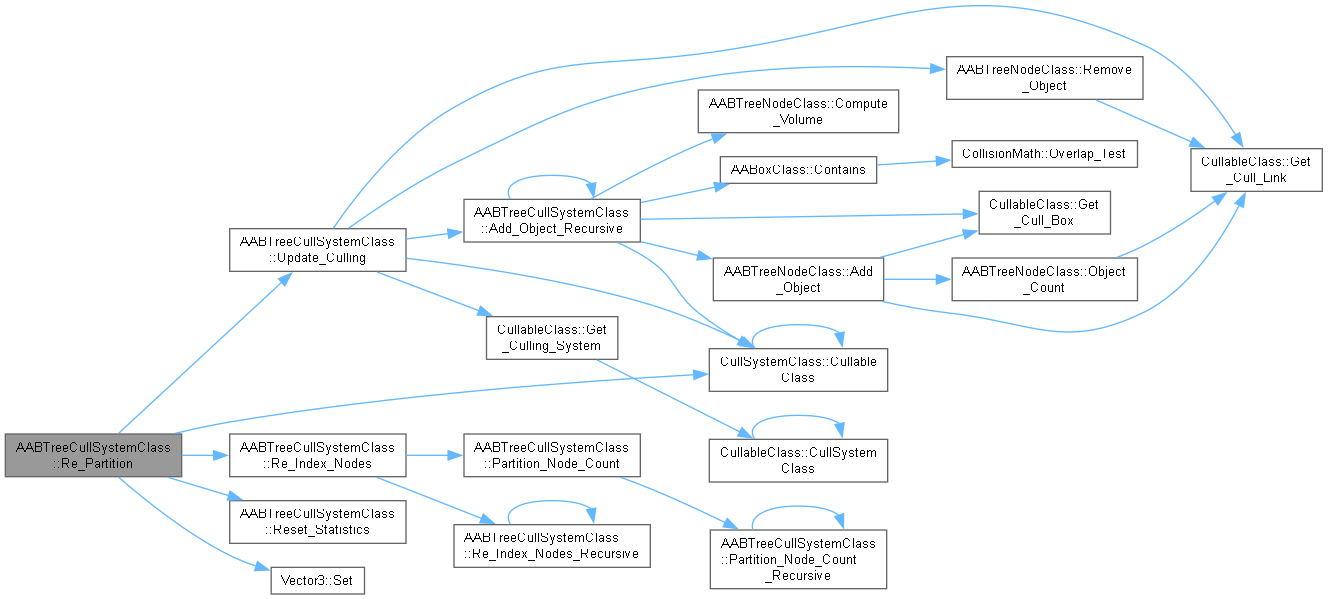 AABTreeCullSystemClass
::Re_Partition
AABTreeCullSystemClass
::Update_Culling
AABTreeCullSystemClass
::Re_Index_Nodes
AABTreeCullSystemClass
::Reset_Statistics
Vector3::Set
AABTreeCullSystemClass
::Add_Object_Recursive
CullableClass::Get
_Culling_System
AABTreeCullSystemClass
::Partition_Node_Count
AABTreeCullSystemClass
::Re_Index_Nodes_Recursive
AABTreeNodeClass::Compute
_Volume
AABoxClass::Contains
AABTreeNodeClass::Add
_Object
CullSystemClass::Cullable
Class
CullableClass::CullSystem
Class
AABTreeCullSystemClass
::Partition_Node_Count
_Recursive
AABTreeNodeClass::Remove
_Object
CollisionMath::Overlap_Test
CullableClass::Get
_Cull_Box
AABTreeNodeClass::Object
_Count
CullableClass::Get
_Cull_Link